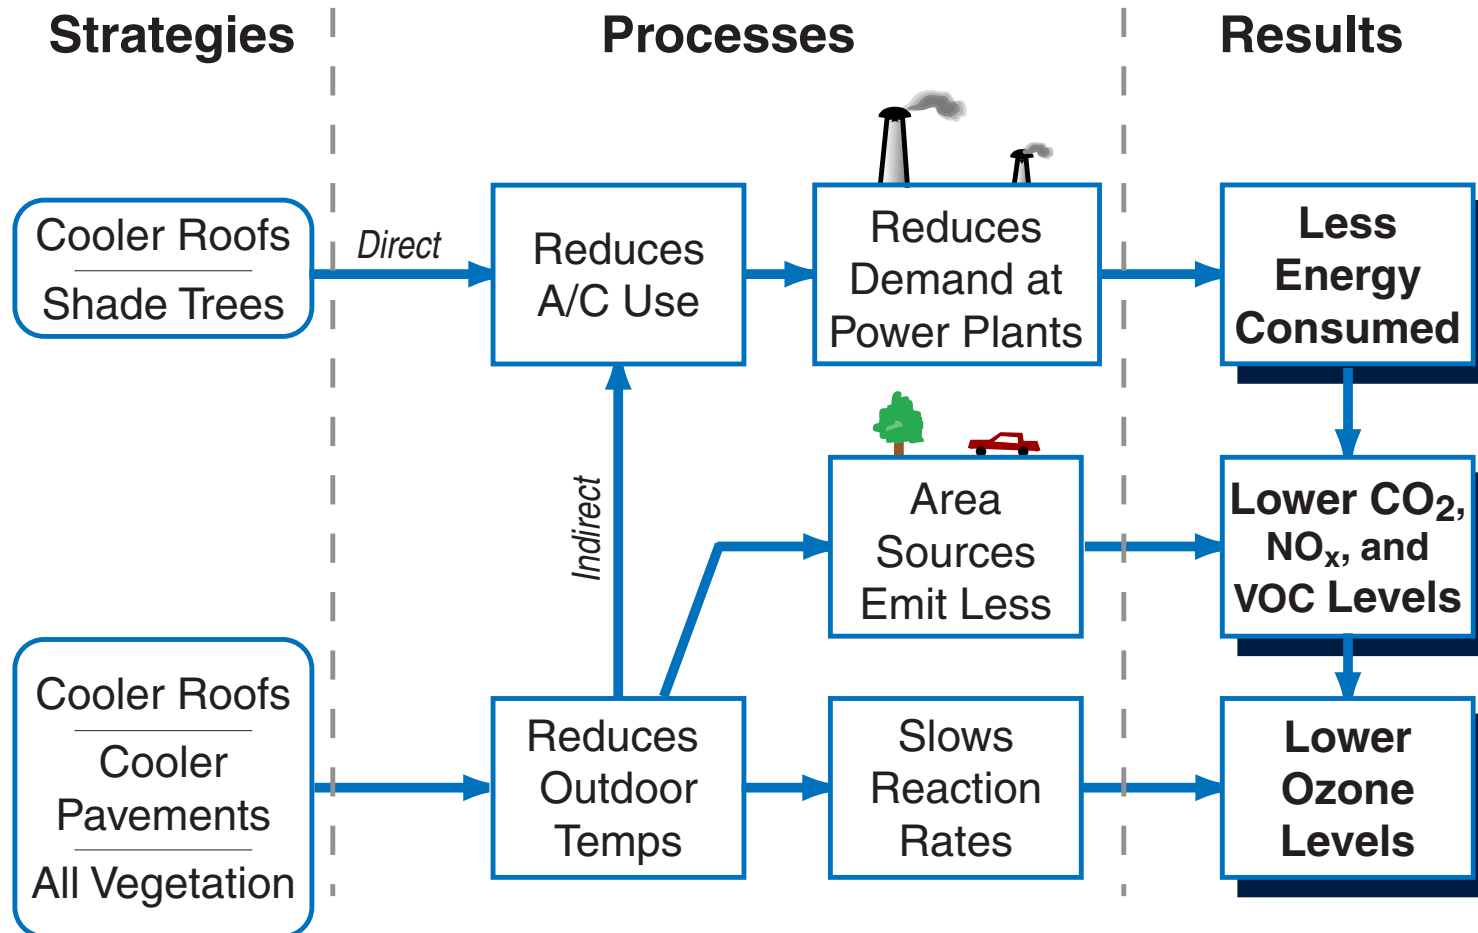 Strategies
Processes
Results
Cooler Roofs
Shade Trees
Direct
Reduces
A/C Use
Reduces
Demand at
Power Plants
Less
Energy
Consumed
Indirect
Area
Sources
Emit Less
Lower CO₂,
NOₓ, and
VOC Levels
Cooler Roofs
Cooler
Pavements
All Vegetation
Reduces
Outdoor
Temps
Slows
Reaction
Rates
Lower
Ozone
Levels